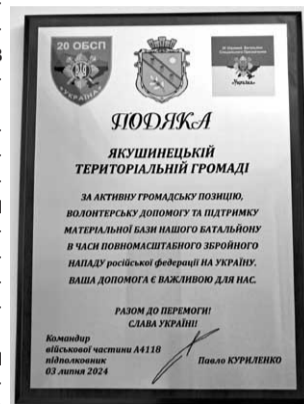 20 ОБСП
УКРАЇНА
ПОДЯКА
ЯКУШИНЕЦЬКІЙ
ТЕРИТОРІАЛЬНІЙ ГРОМАДІ
ЗА АКТИВНУ ГРОМАДСЬКУ ПОЗИЦІЮ,
ВОЛОНТЕРСЬКУ ДОПОМОГУ ТА ПІДТРИМКУ
МАТЕРІАЛЬНОЇ БАЗИ НАШОГО БАТАЛЬЙОНУ
В ЧАСИ ПОВНОМАСШТАБНОГО ЗБРОЙНОГО
НАПАДУ російської федерації НА УКРАЇНУ.
ВАША ДОПОМОГА Є ВАЖЛИВОЮ ДЛЯ НАС.
РАЗОМ ДО ПЕРЕМОГИ!
СЛАВА УКРАЇНІ!
Командир
військової частини А4118
підполковник
03 липня 2024
Павло КУРИЛЕНКО